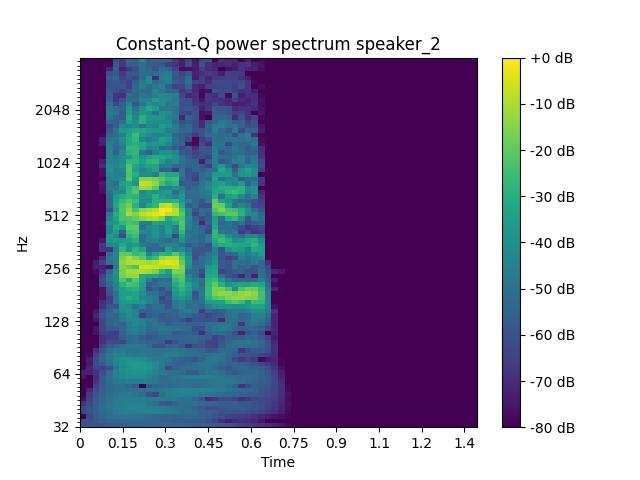 Constant-Q power spectrum speaker_2
Hz
2048
1024
512
256
128
64
32
0 0.15 0.3 0.45 0.6 0.75 0.9 1.1 1.2 1.4
Time
+0 dB
-10 dB
-20 dB
-30 dB
-40 dB
-50 dB
-60 dB
-70 dB
-80 dB